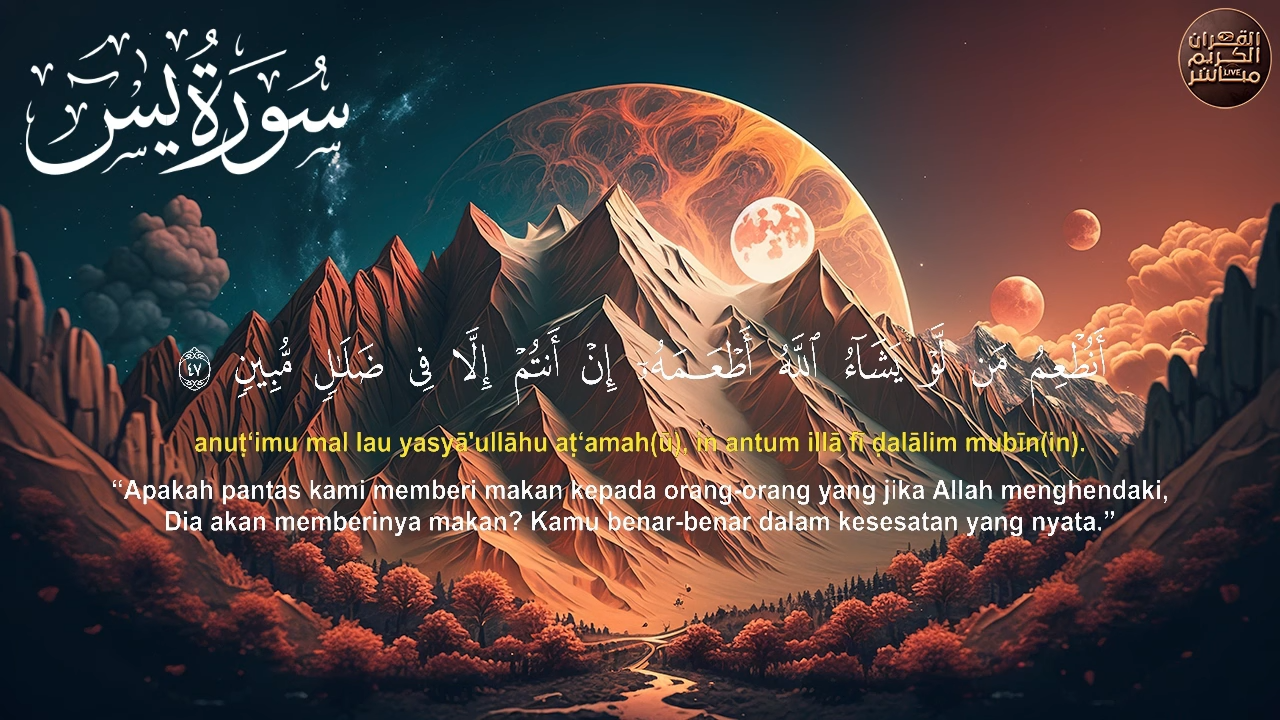 سُورَةُ يسٓ
القرآن
الكريم
مباشر
LIVE
أَنُطْعِمُ مَن لَّوْ يَشَآءُ ٱللَّهُ أَطْعَمَهُۥٓ إِنْ أَنتُمْ إِلَّا فِى ضَلَٰلٍ مُّبِينٍ ٤٧
anuṭ‘imu mal lau yasyā'ullāhu aṭ‘amah(ū), in antum illā fī ḍalālim mubīn(in).
“Apakah pantas kami memberi makan kepada orang-orang yang jika Allah menghendaki,
Dia akan memberinya makan? Kamu benar-benar dalam kesesatan yang nyata.”